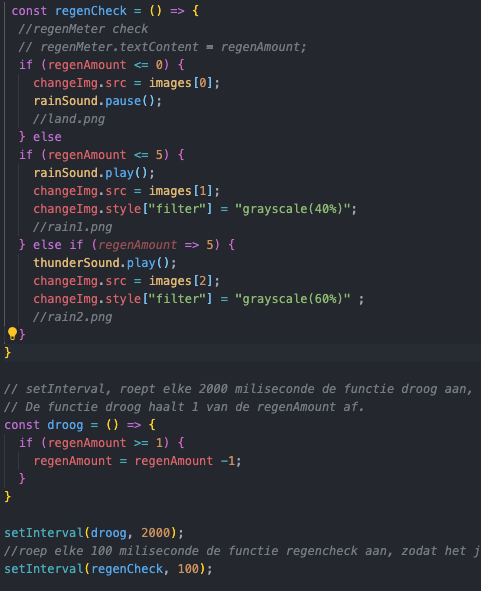 const regenCheck = () => {
//regenMeter check
// regenMeter.textContent = regenAmount;
if (regenAmount <= 0) {
changeImg.src = images[0];
rainSound.pause();
//land.png
} else
if (regenAmount <= 5) {
rainSound.play();
changeImg.src = images[1];
changeImg.style["filter"] = "grayscale(40%)";
//rain1.png
} else if (regenAmount => 5) {
thunderSound.play();
changeImg.src = images[2];
changeImg.style["filter"] = "grayscale(60%)" ;
//rain2.png
}
}
// setInterval, roept elke 2000 miliseconde de functie droog aan,
// De functie droog haalt 1 van de regenAmount af.
const droog = () => {
if (regenAmount >= 1) {
regenAmount = regenAmount -1;
}
}
setInterval(droog, 2000);
//roep elke 100 miliseconde de functie regencheck aan, zodat het j
setInterval(regenCheck, 100);